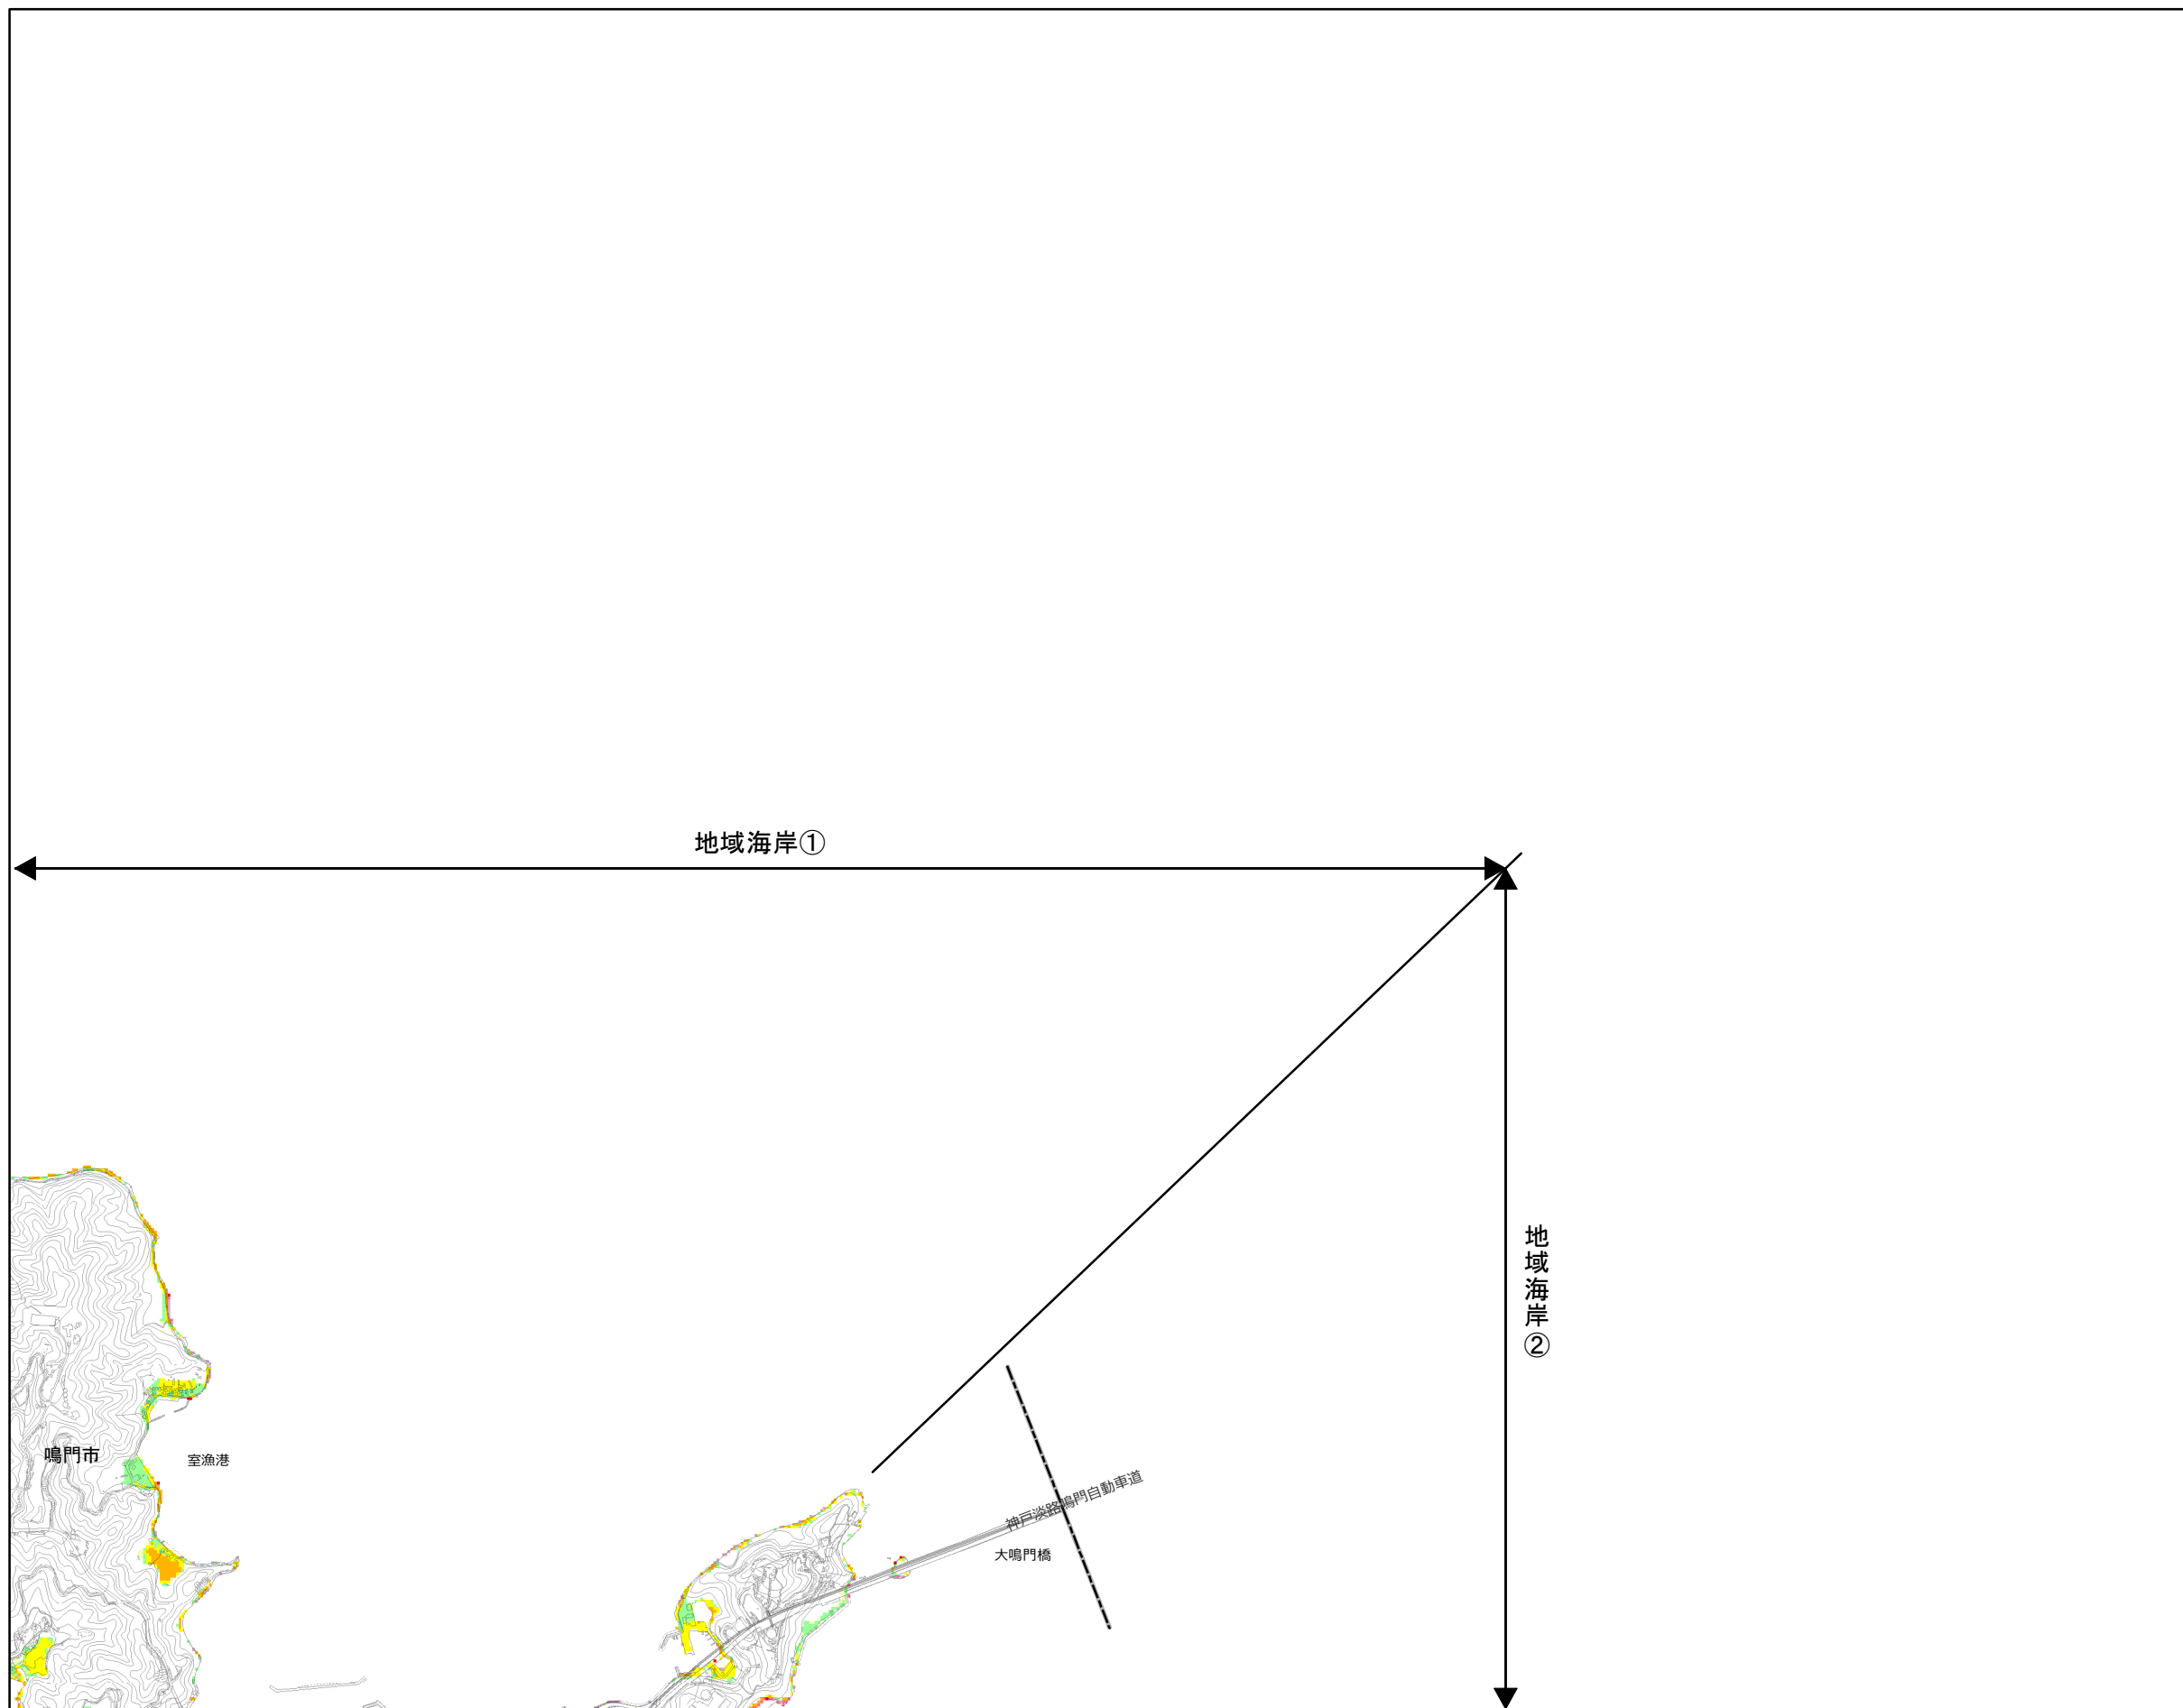 地域海岸①
地域海岸②
鳴門市
室漁港
神戸淡路鳴門自動車道
大鳴門橋